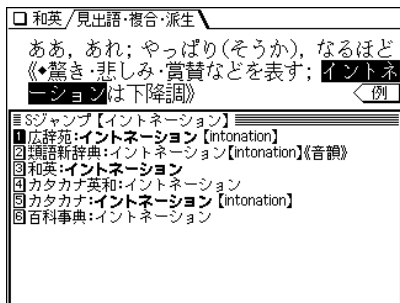 和英/見出語・複合・派生
ああ, あれ; やっぱり(そうか), なるほど
《◆驚き・悲しみ・賞賛などを表す; イントネ
ーションは下降調》
例
Sジャンプ【イントネーション】
1広辞苑:イントネーション【intonation】
2類語新辞典:イントネーション【intonation】《音韻》
3和英:イントネーション
4カタカナ英和:イントネーション
5カタカナ:イントネーション【intonation】
6百科事典:イントネーション